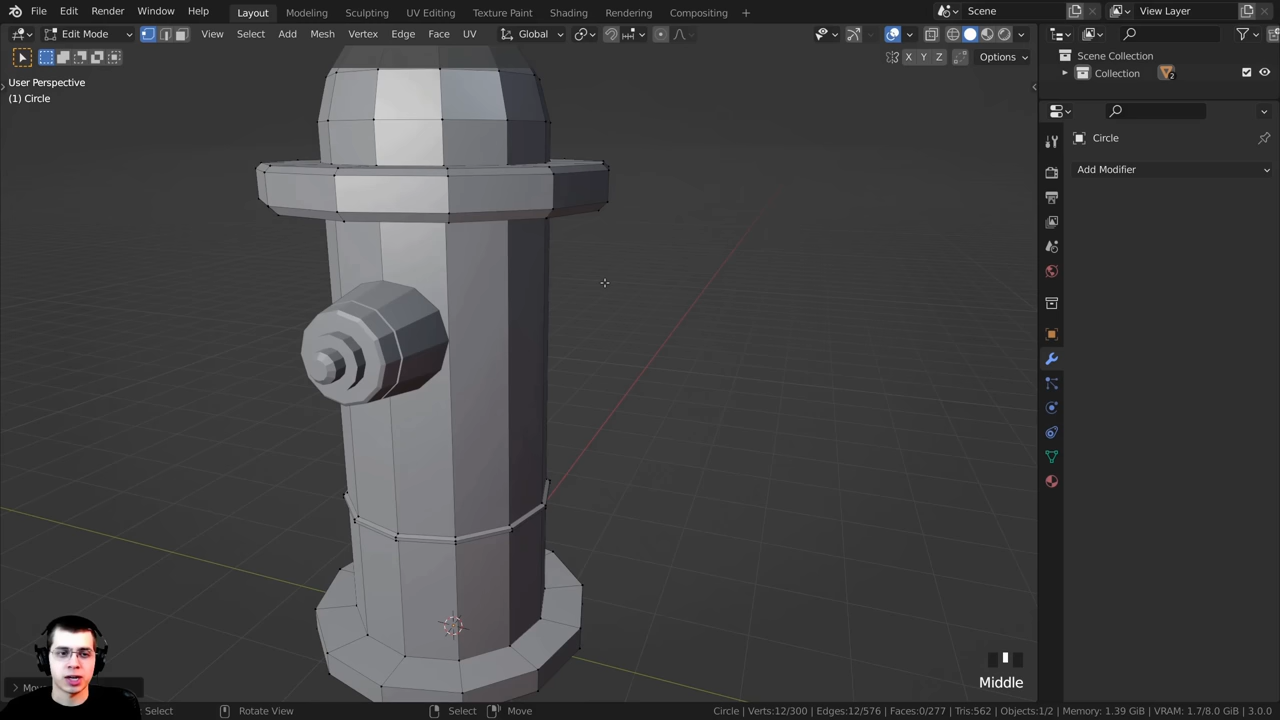 File Edit Render Window Help Layout Modeling Sculpting UV Editing Texture Paint Shading Rendering Compositing + Scene View Layer
Edit Mode View Select Add Mesh Vertex Edge Face UV Global
X Y Z Options
Scene Collection
Collection 2
User Perspective
(1) Circle
Circle
Add Modifier
Middle
Select Rotate View Select Move Circle | Verts:12/300 | Edges:12/576 | Faces:0/277 | Tris:562 | Objects:1/2 | Memory: 1.39 GiB | VRAM: 1.7/8.0 GiB | 3.0.0